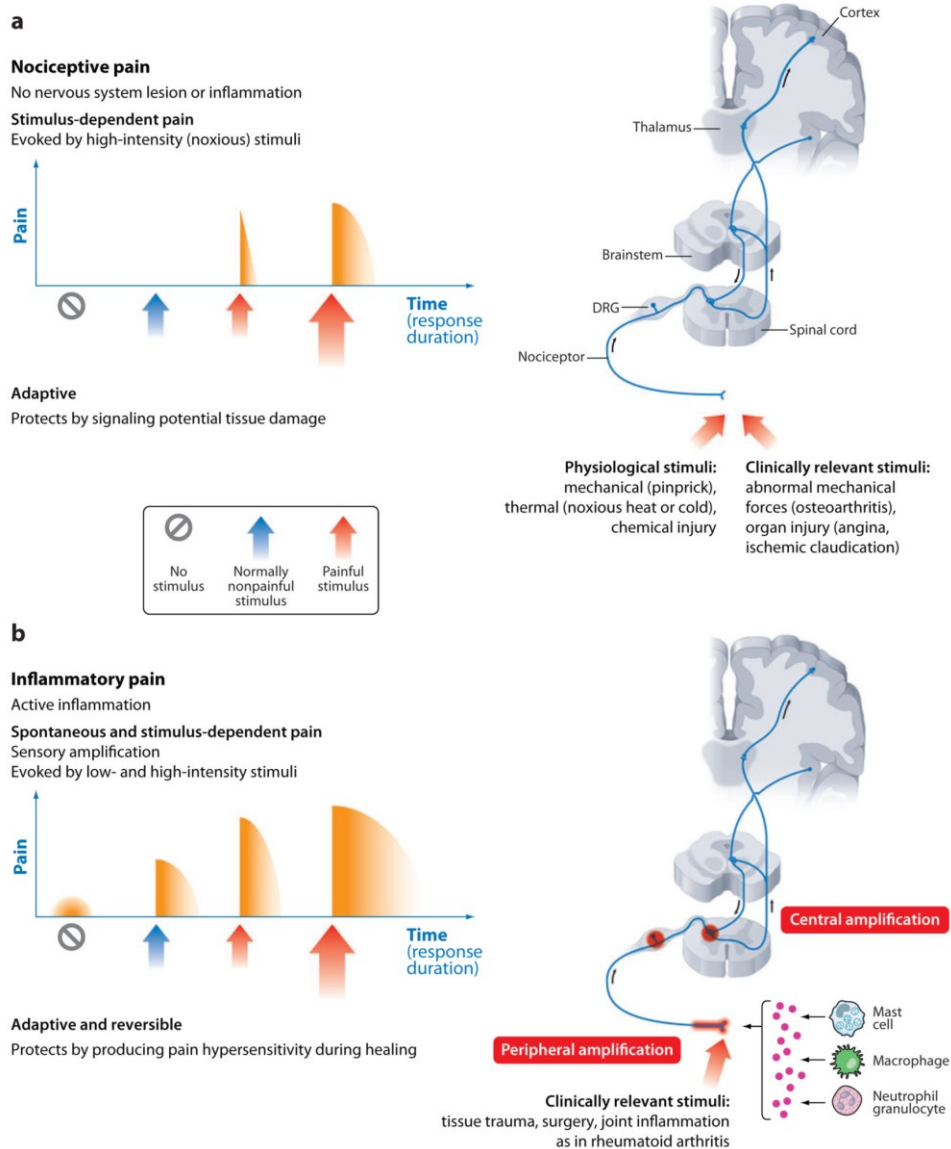 a
Nociceptive pain
No nervous system lesion or inflammation
Stimulus-dependent pain
Evoked by high-intensity (noxious) stimuli
Pain
Time
(response
duration)
Adaptive
Protects by signaling potential tissue damage
Cortex
Thalamus
Brainstem
DRG
Spinal cord
Nociceptor
Physiological stimuli:
mechanical (pinprick),
thermal (noxious heat or cold),
chemical injury
Clinically relevant stimuli:
abnormal mechanical
forces (osteoarthritis),
organ injury (angina,
ischemic claudication)
No
stimulus
Normally
nonpainful
stimulus
Painful
stimulus
b
Inflammatory pain
Active inflammation
Spontaneous and stimulus-dependent pain
Sensory amplification
Evoked by low- and high-intensity stimuli
Pain
Time
(response
duration)
Adaptive and reversible
Protects by producing pain hypersensitivity during healing
Central amplification
Peripheral amplification
Mast
cell
Macrophage
Neutrophil
granulocyte
Clinically relevant stimuli:
tissue trauma, surgery, joint inflammation
as in rheumatoid arthritis